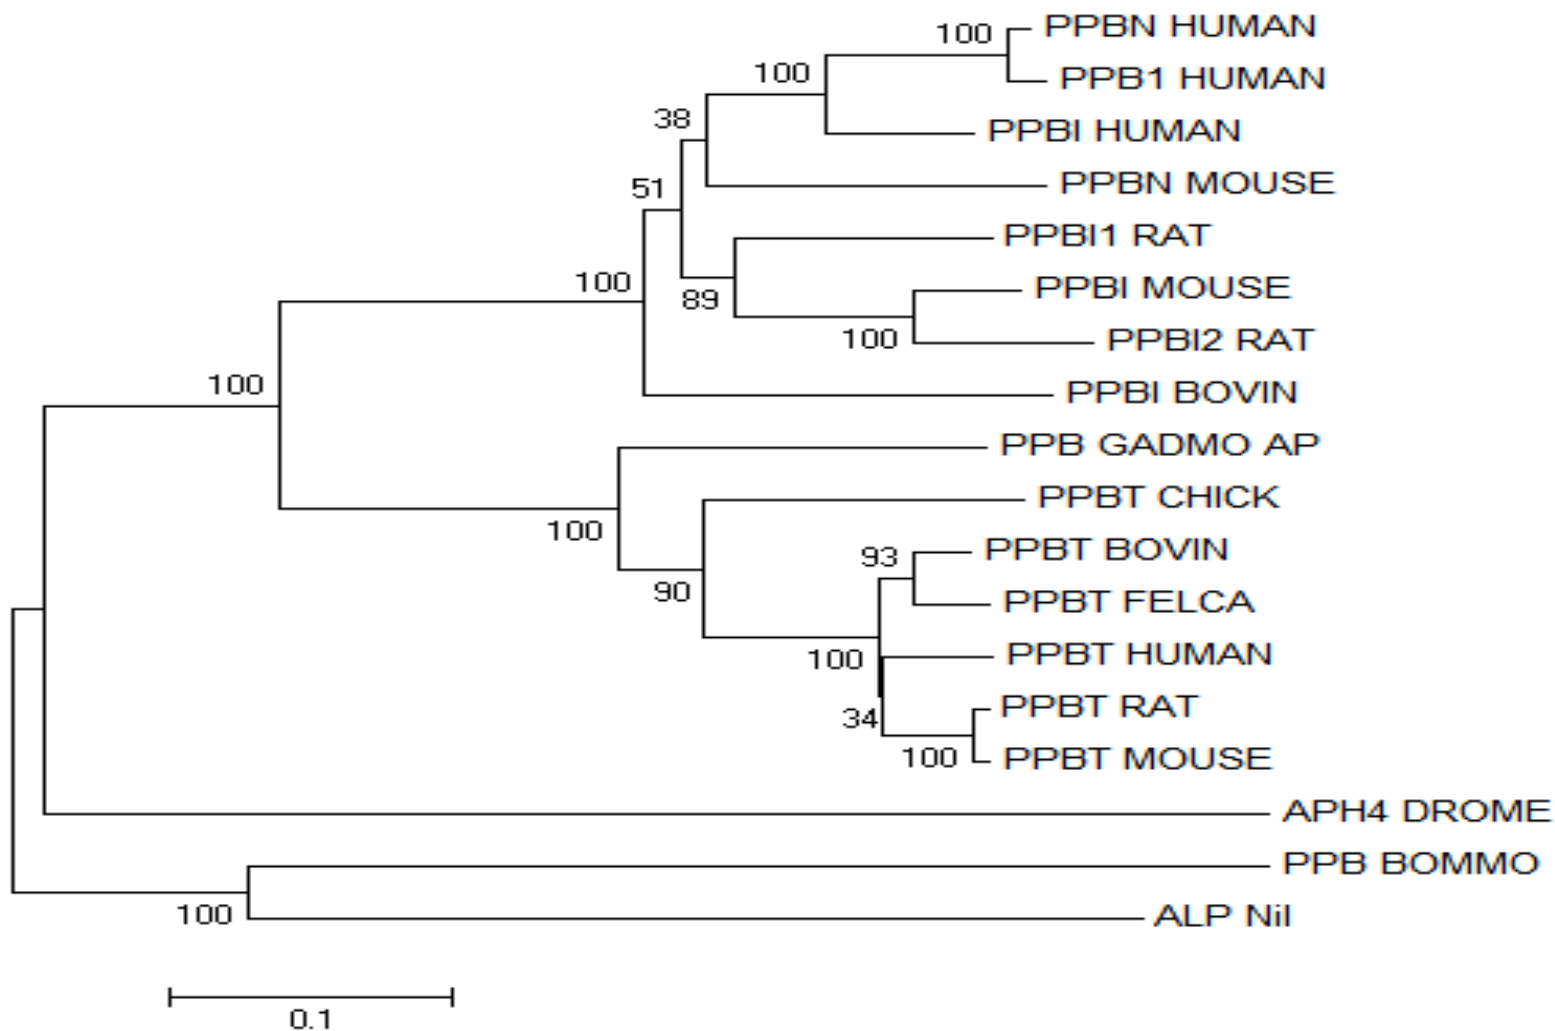 PPBN HUMAN
100
PPB1 HUMAN
100
PPBI HUMAN
38
PPBN MOUSE
51
PPBI1 RAT
100
PPBI MOUSE
89
100
PPBI2 RAT
100
PPBI BOVIN
PPB GADMO AP
PPBT CHICK
100
93
PPBT BOVIN
90
PPBT FELCA
100
PPBT HUMAN
34
PPBT RAT
100
PPBT MOUSE
APH4 DROME
PPB BOMMO
100
ALP Nil
0.1